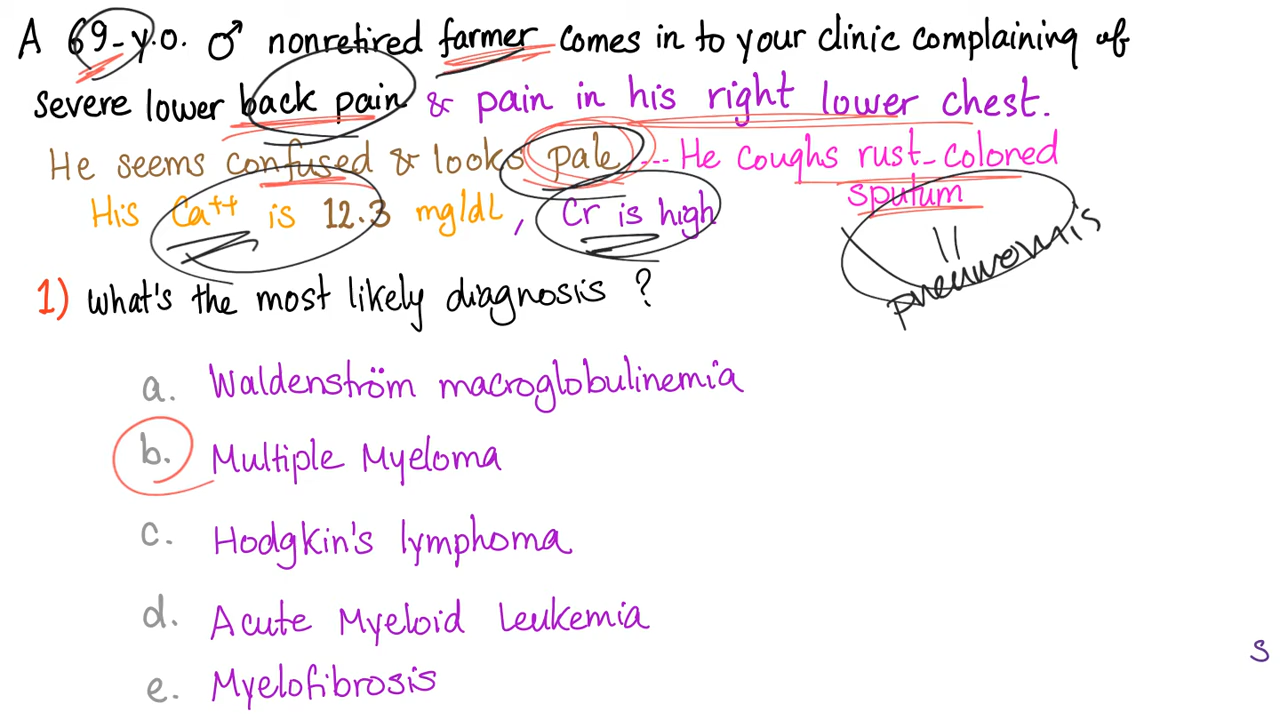 A 69-y.o. ♂ nonretired farmer comes in to your clinic complaining of
severe lower back pain & pain in his right lower chest.
He seems confused & looks pale --- He coughs rust-colored
sputum
His Ca++ is 12.3 mg/dL, Cr is high
"
pneumonis
1) what's the most likely diagnosis ?
a. Waldenström macroglobulinemia
b. Multiple Myeloma
c. Hodgkin's lymphoma
d. Acute Myeloid Leukemia
e. Myelofibrosis
S